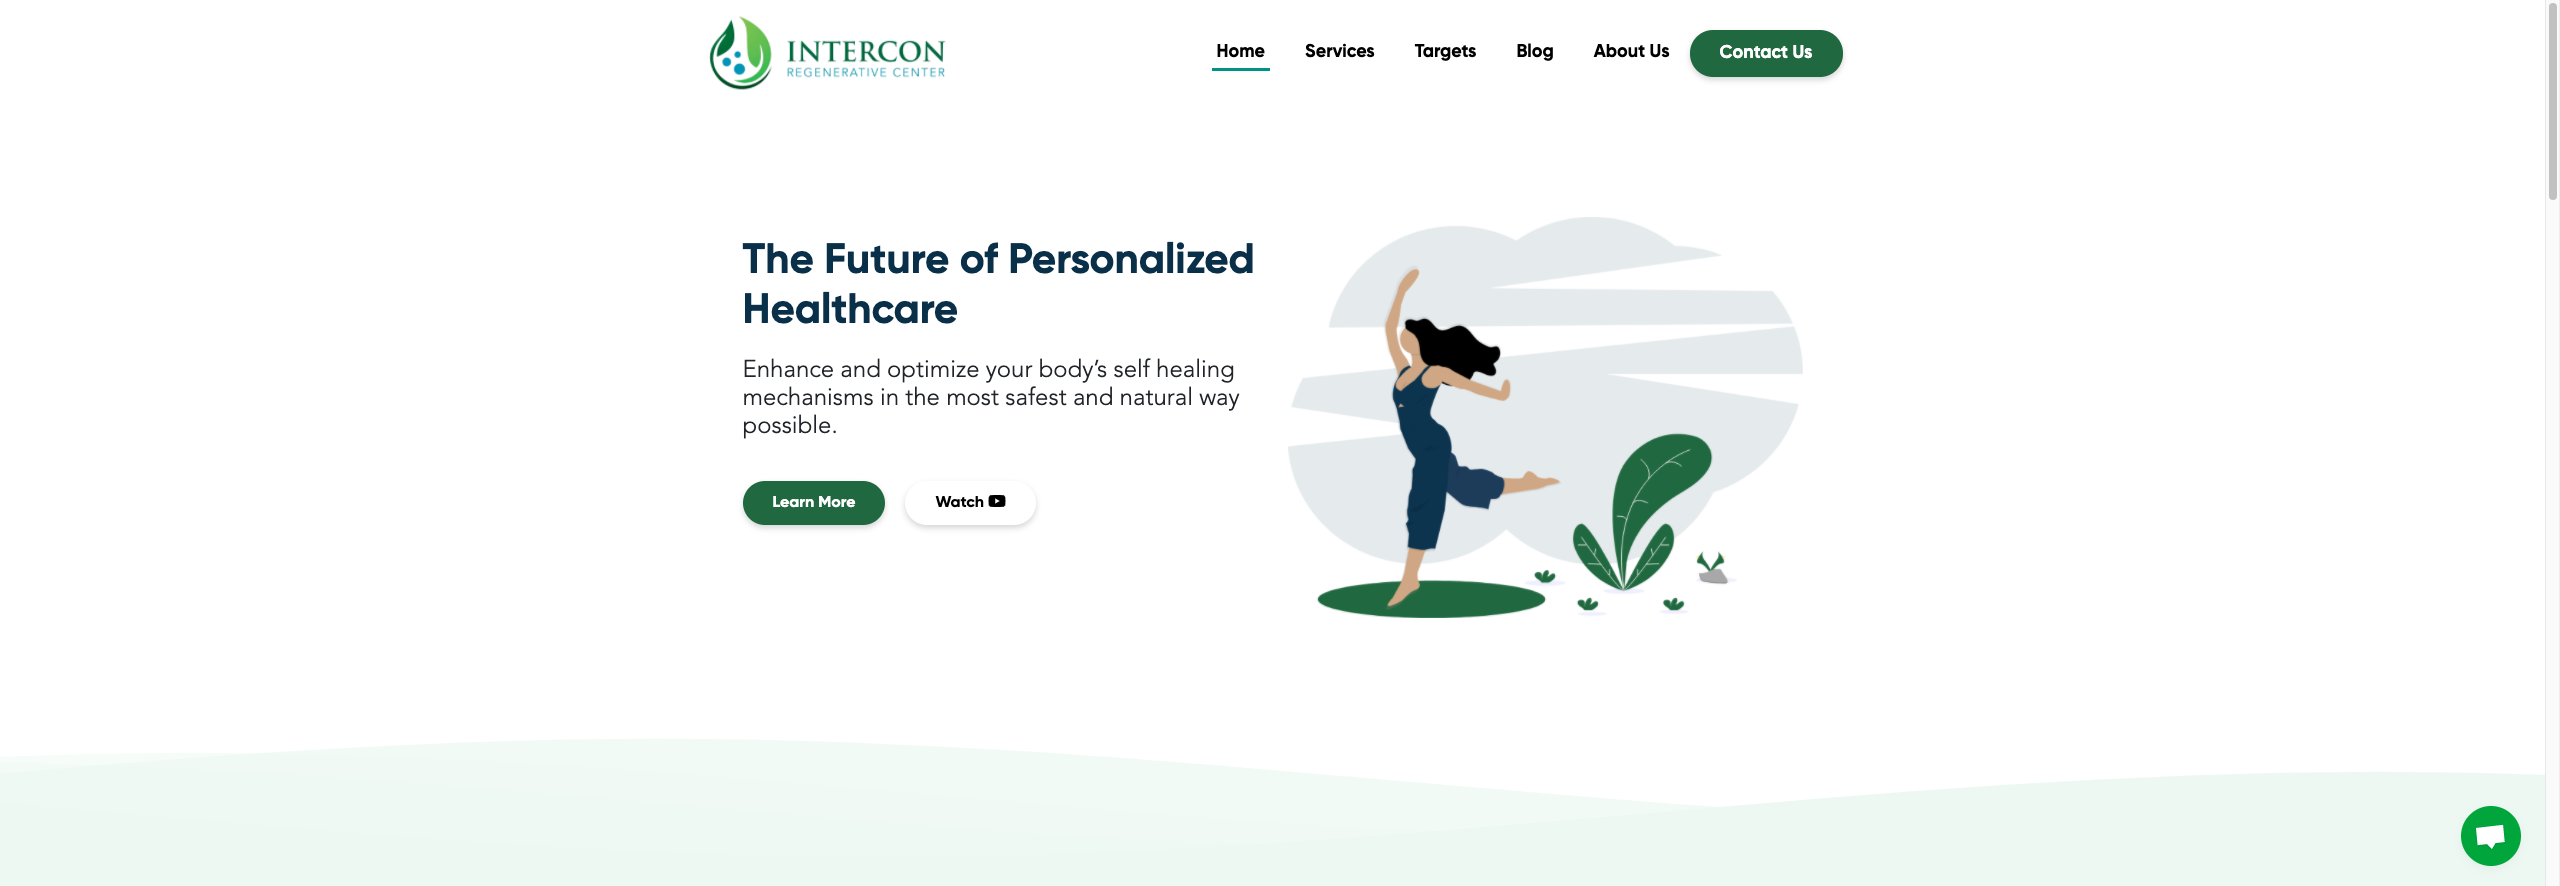 INTERCON
REGENERATIVE CENTER
Home Services Targets Blog About Us Contact Us
The Future of Personalized
Healthcare
Enhance and optimize your body’s self healing
mechanisms in the most safest and natural way
possible.
Learn More Watch